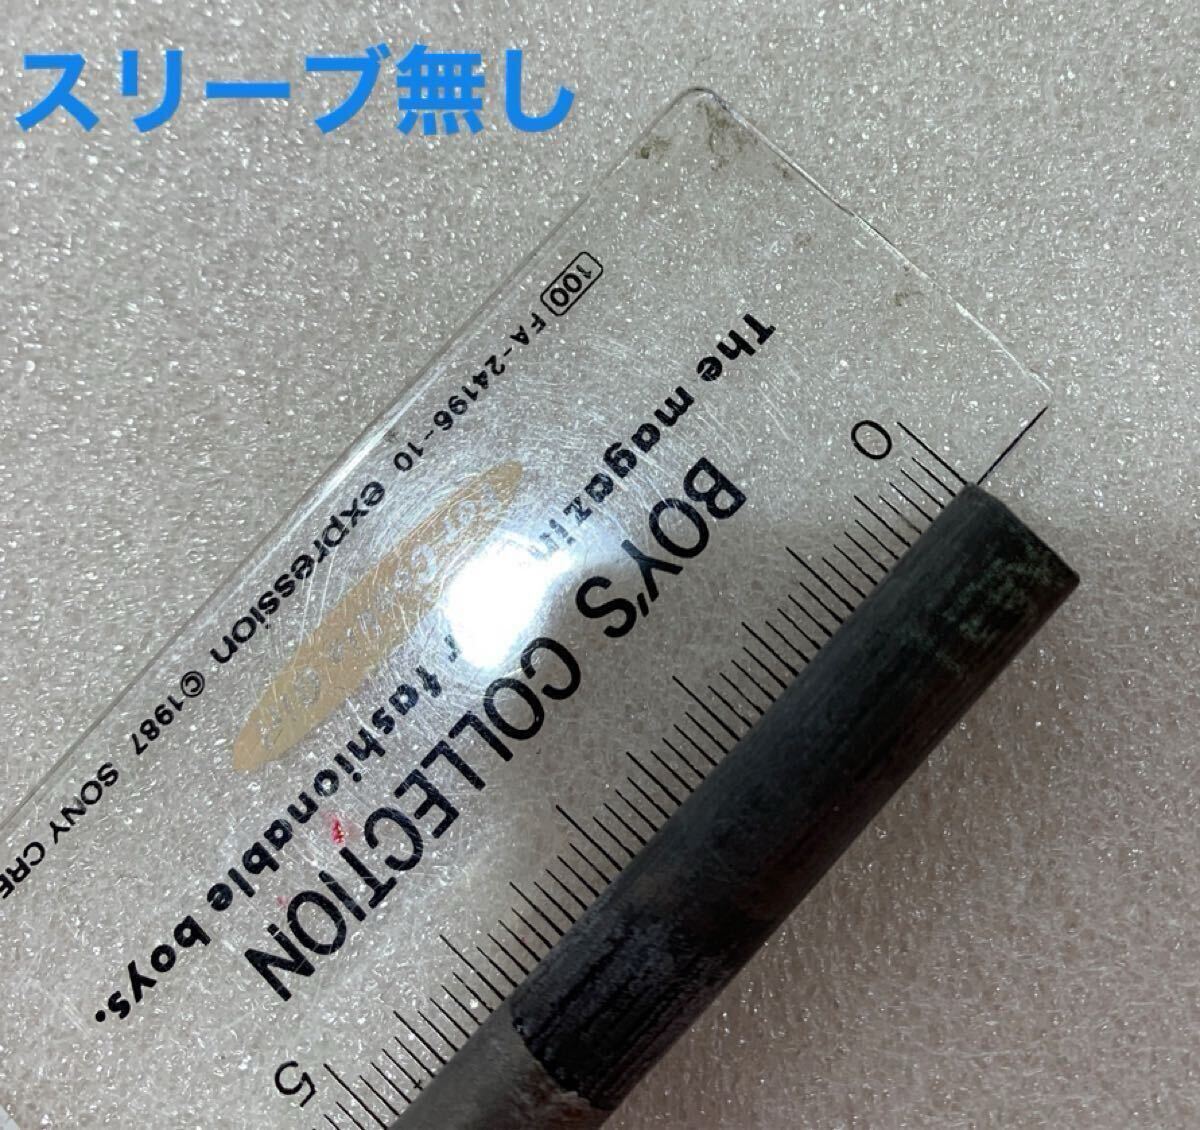 スリーブ無し
100 FA-24196-10 expression ©1987 SONY CRE
The magazin fashionable boys.
BOY'S COLLECTION
0
5